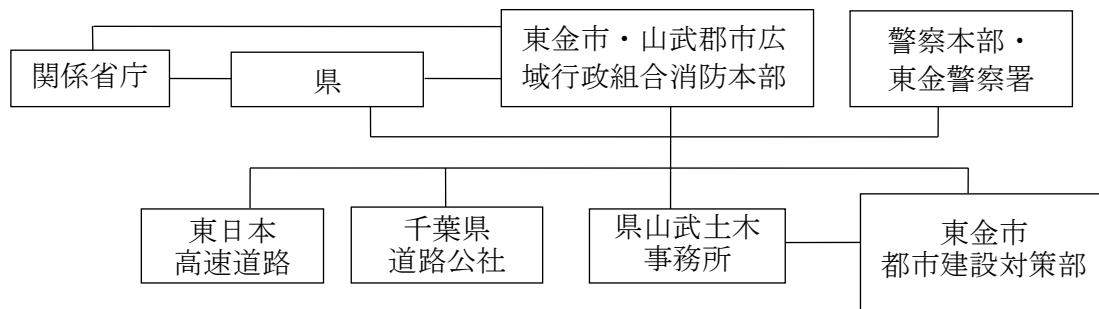 東金市・山武郡市広
域行政組合消防本部
警察本部・
東金警察署
関係省庁
県
東日本
高速道路
千葉県
道路公社
県山武土木
事務所
東金市
都市建設対策部